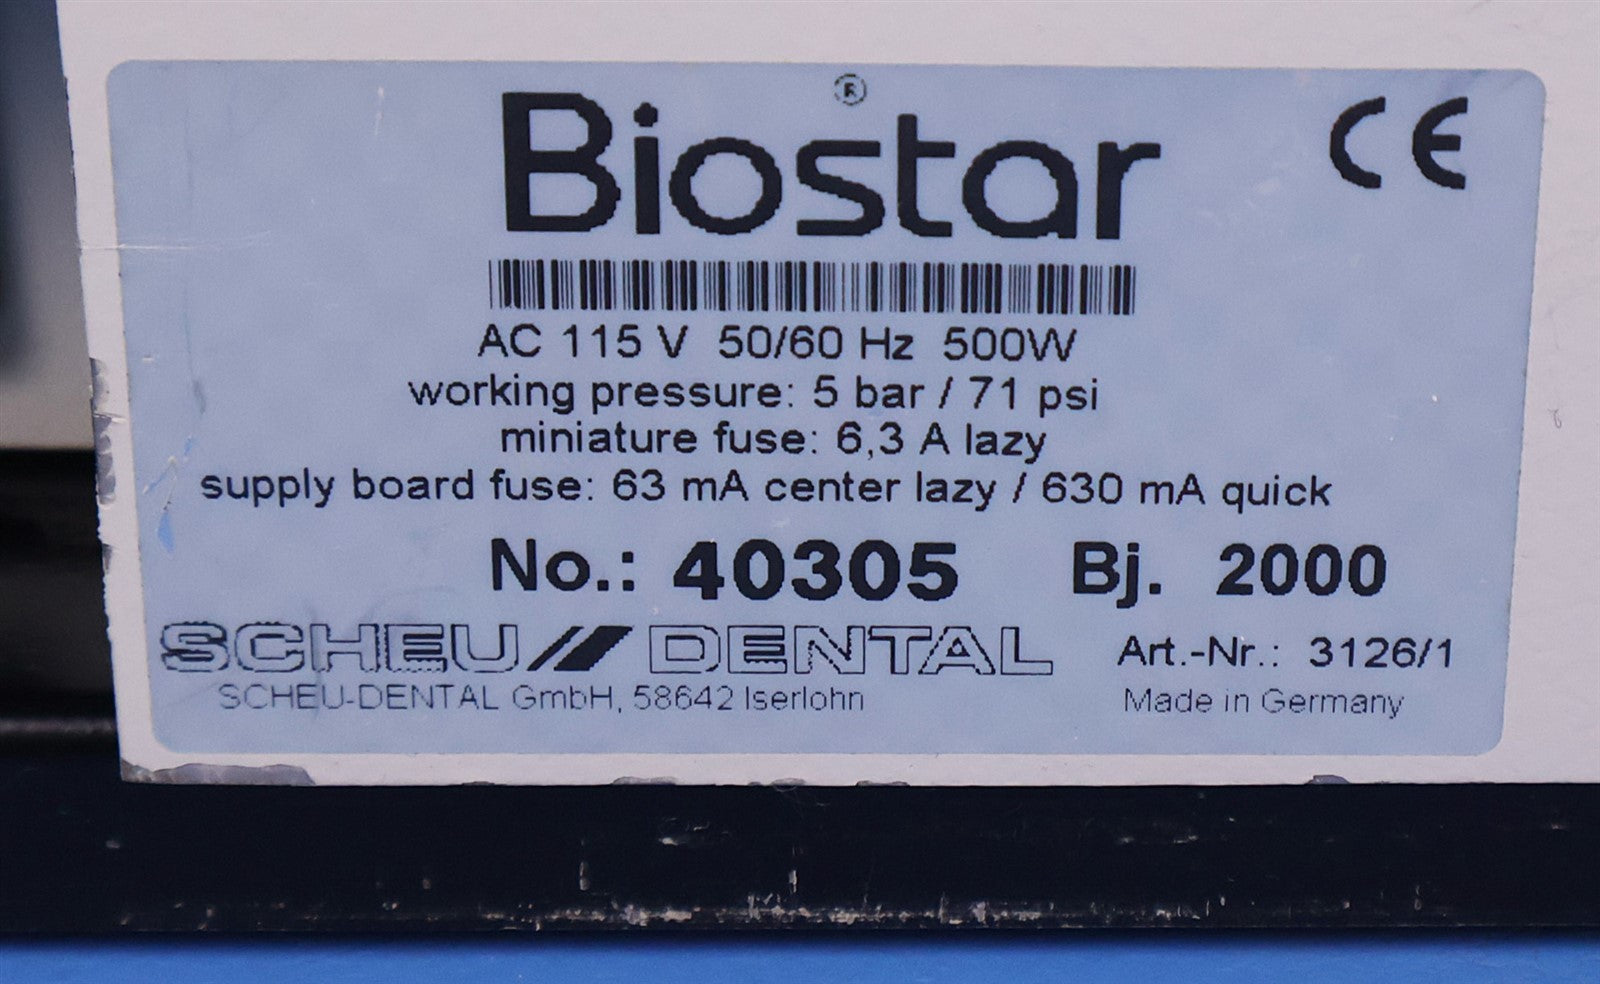 Biostar®
CE
AC 115 V 50/60 Hz 500W
working pressure: 5 bar / 71 psi
miniature fuse: 6,3 A lazy
supply board fuse: 63 mA center lazy / 630 mA quick
No.: 40305 Bj. 2000
SCHEU DENTAL Art.-Nr.: 3126/1
SCHEU-DENTAL GmbH, 58642 Iserlohn Made in Germany